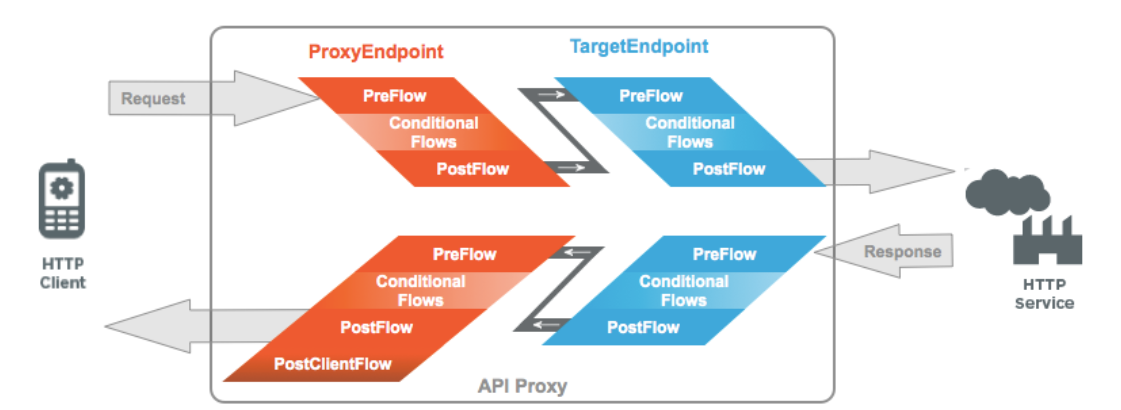 ProxyEndpoint
TargetEndpoint
Request
PreFlow
Conditional
Flows
PostFlow
PreFlow
Conditional
Flows
PostFlow
HTTP
Client
PreFlow
Conditional
Flows
PostFlow
PostClientFlow
PreFlow
Conditional
Flows
PostFlow
Response
HTTP
Service
API Proxy